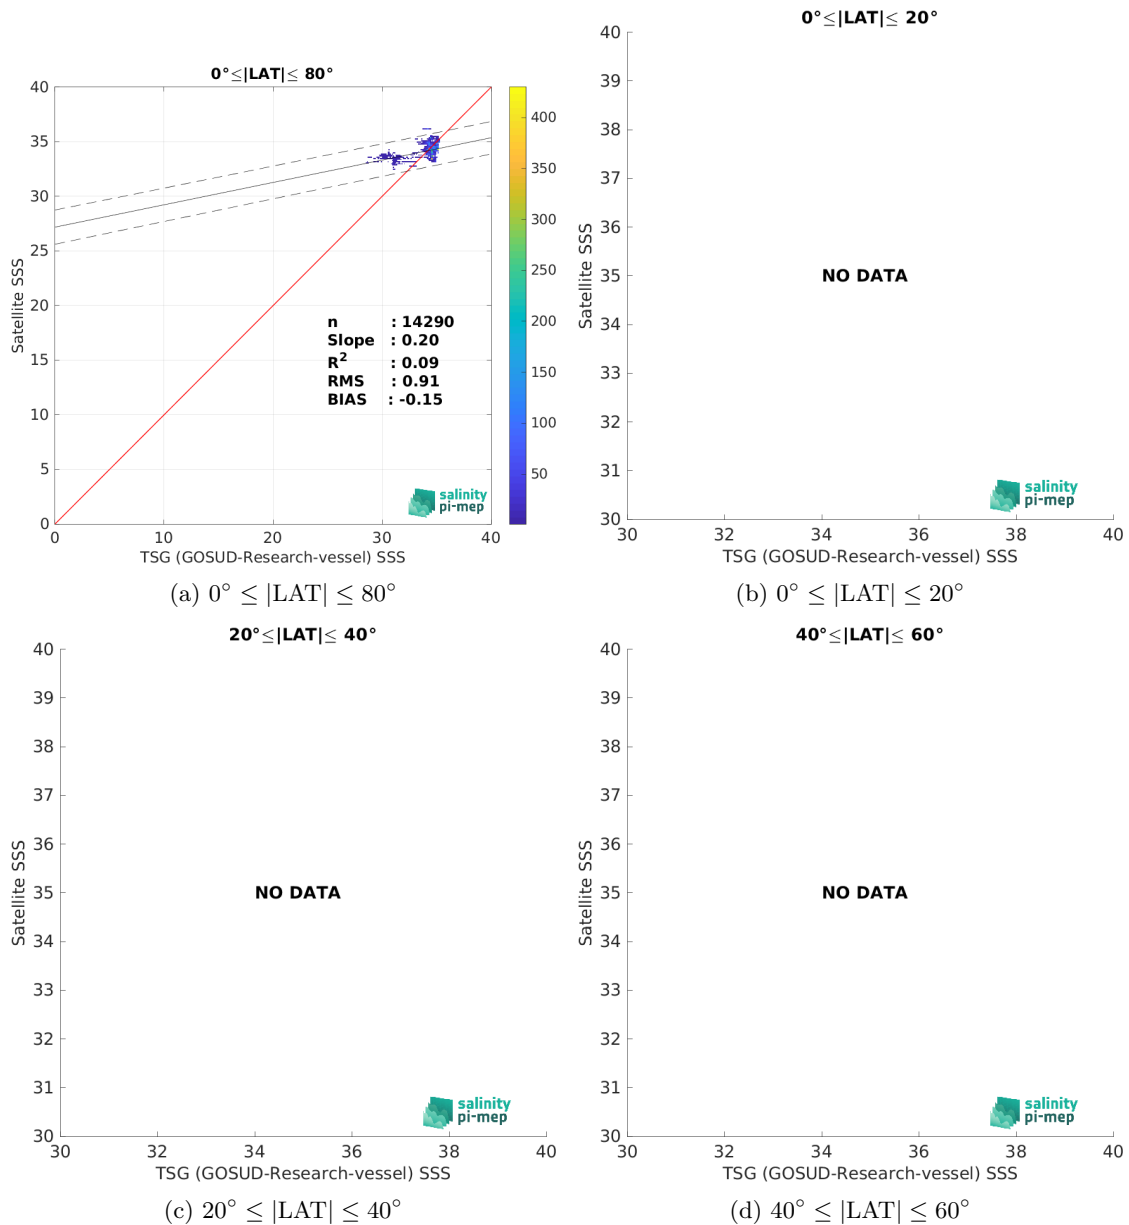 0°≤|LAT|≤ 80°
40
35
30
25
20
15
10
5
0
Satellite SSS
n : 14290
Slope : 0.20
R² : 0.09
RMS : 0.91
BIAS : -0.15
salinity
pi-mep
0 10 20 30 40
TSG (GOSUD-Research-vessel) SSS
400
350
300
250
200
150
100
50
(a) 0° ≤ |LAT| ≤ 80°
0°≤|LAT|≤ 20°
40
39
38
37
36
35
34
33
32
31
30
Satellite SSS
NO DATA
salinity
pi-mep
30 32 34 36 38 40
TSG (GOSUD-Research-vessel) SSS
(b) 0° ≤ |LAT| ≤ 20°
20°≤|LAT|≤ 40°
40
39
38
37
36
35
34
33
32
31
30
Satellite SSS
NO DATA
salinity
pi-mep
30 32 34 36 38 40
TSG (GOSUD-Research-vessel) SSS
(c) 20° ≤ |LAT| ≤ 40°
40°≤|LAT|≤ 60°
40
39
38
37
36
35
34
33
32
31
30
Satellite SSS
NO DATA
salinity
pi-mep
30 32 34 36 38 40
TSG (GOSUD-Research-vessel) SSS
(d) 40° ≤ |LAT| ≤ 60°